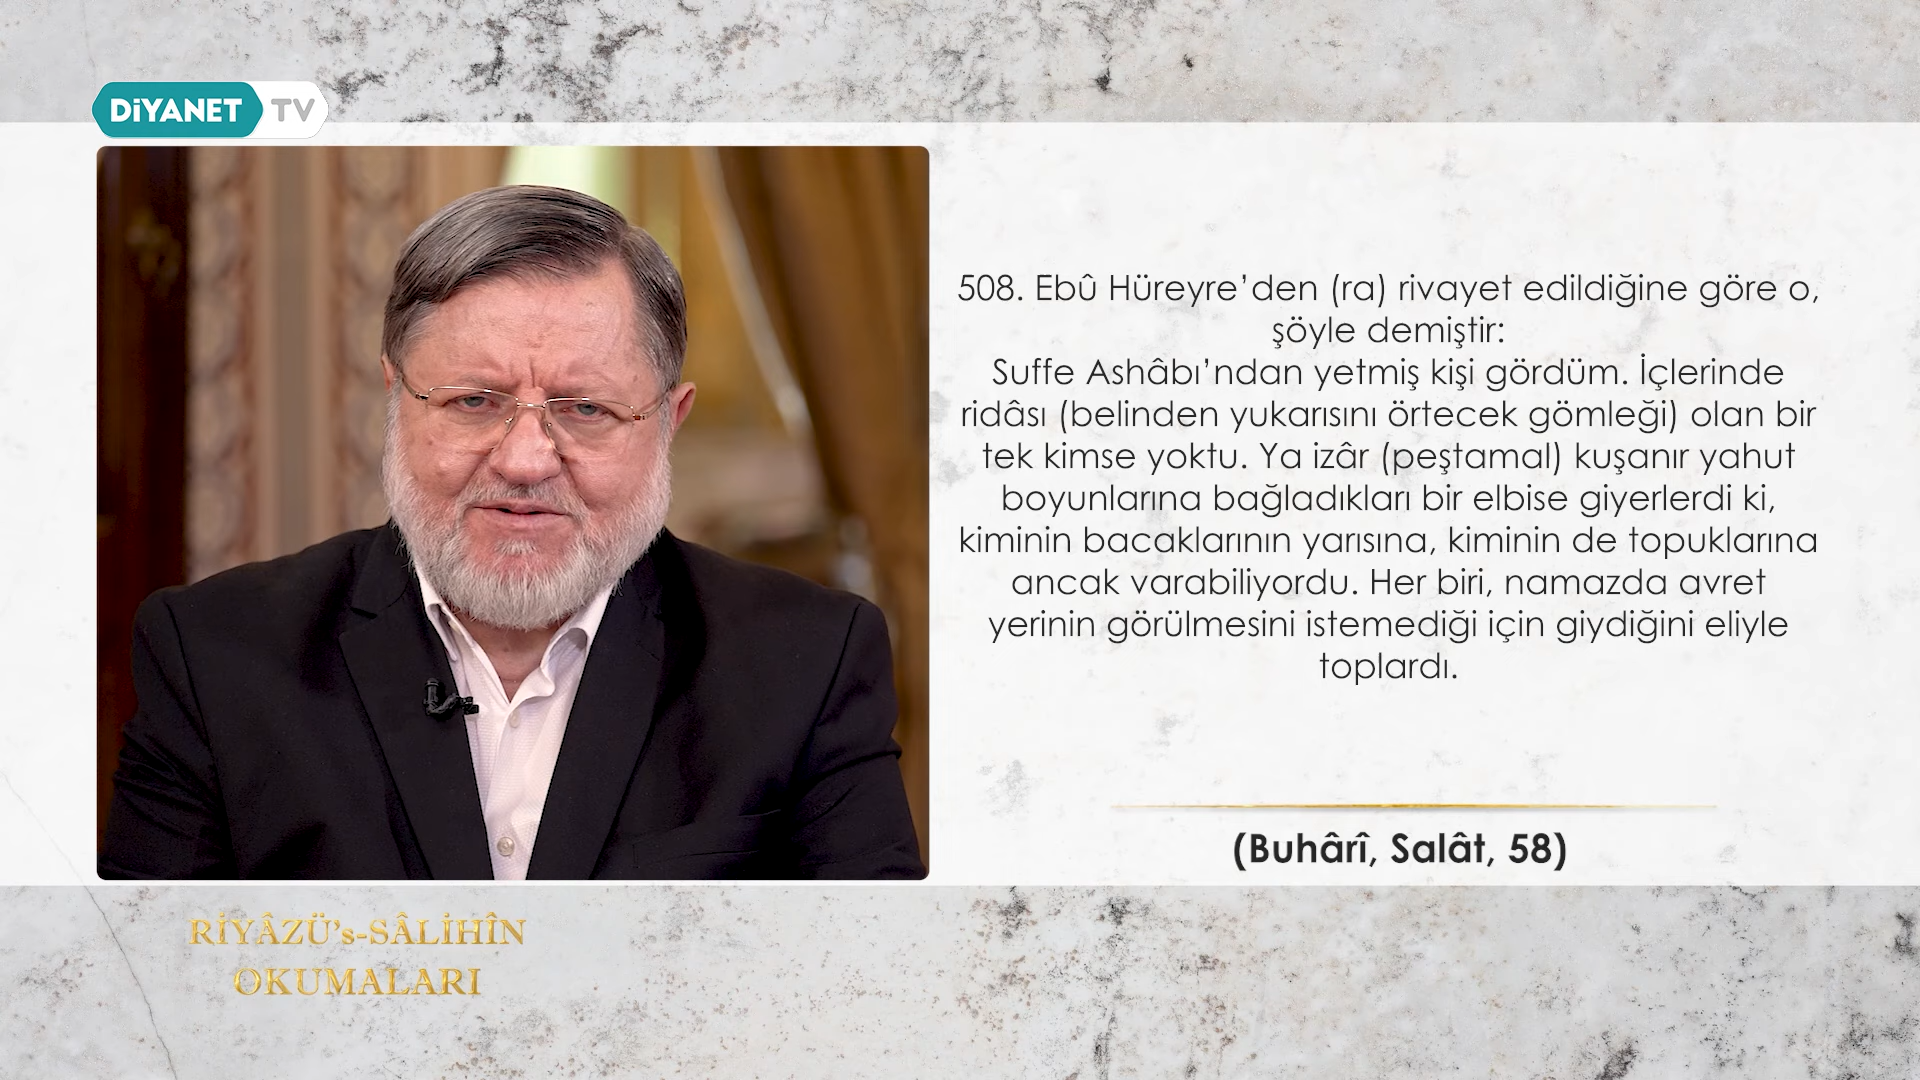 DiYANET TV
508. Ebû Hüreyre’den (ra) rivayet edildiğine göre o,
şöyle demiştir:
Suffe Ashâbı’ndan yetmiş kişi gördüm. İçlerinde
ridâsı (belinden yukarısını örtecek gömleği) olan bir
tek kimse yoktu. Ya izâr (peştamal) kuşanır yahut
boyunlarına bağladıkları bir elbise giyerlerdi ki,
kiminin bacaklarının yarısına, kiminin de topuklarına
ancak varabiliyordu. Her biri, namazda avret
yerinin görülmesini istemediği için giydiğini eliyle
toplardı.
(Buhârî, Salât, 58)
RİYÂZÜ’s-SÂLİHÎN
OKUMALARI